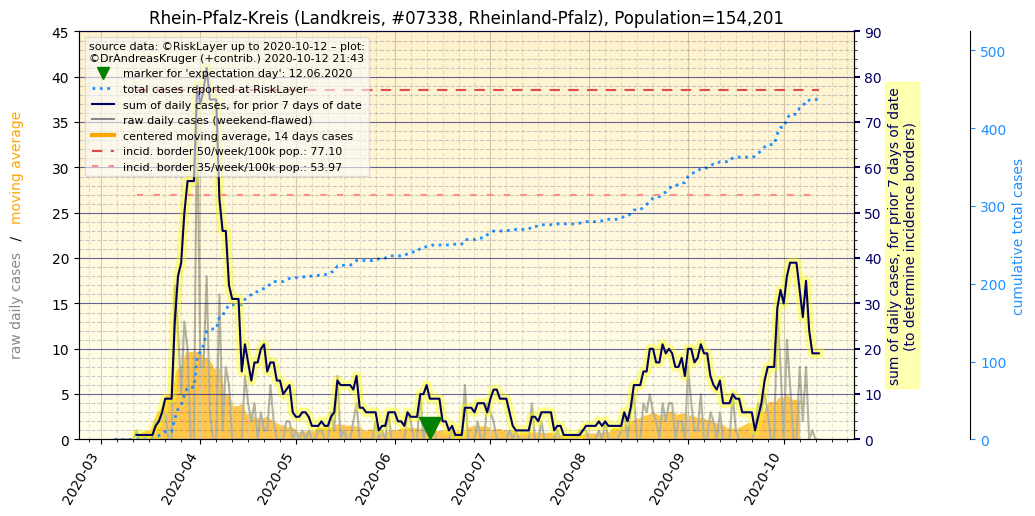 Rhein-Pfalz-Kreis (Landkreis, #07338, Rheinland-Pfalz), Population=154,201
source data: ©RiskLayer up to 2020-10-12 – plot:
©DrAndreasKruger (+contrib.) 2020-10-12 21:43
marker for 'expectation day': 12.06.2020
total cases reported at RiskLayer
sum of daily cases, for prior 7 days of date
raw daily cases (weekend-flawed)
centered moving average, 14 days cases
incid. border 50/week/100k pop.: 77.10
incid. border 35/week/100k pop.: 53.97
raw daily cases / moving average
45
40
35
30
25
20
15
10
5
0
90
80
70
60
50
40
30
20
10
0
sum of daily cases, for prior 7 days of date
(to determine incidence borders)
500
400
300
200
100
0
cumulative total cases
2020-03
2020-04
2020-05
2020-06
2020-07
2020-08
2020-09
2020-10